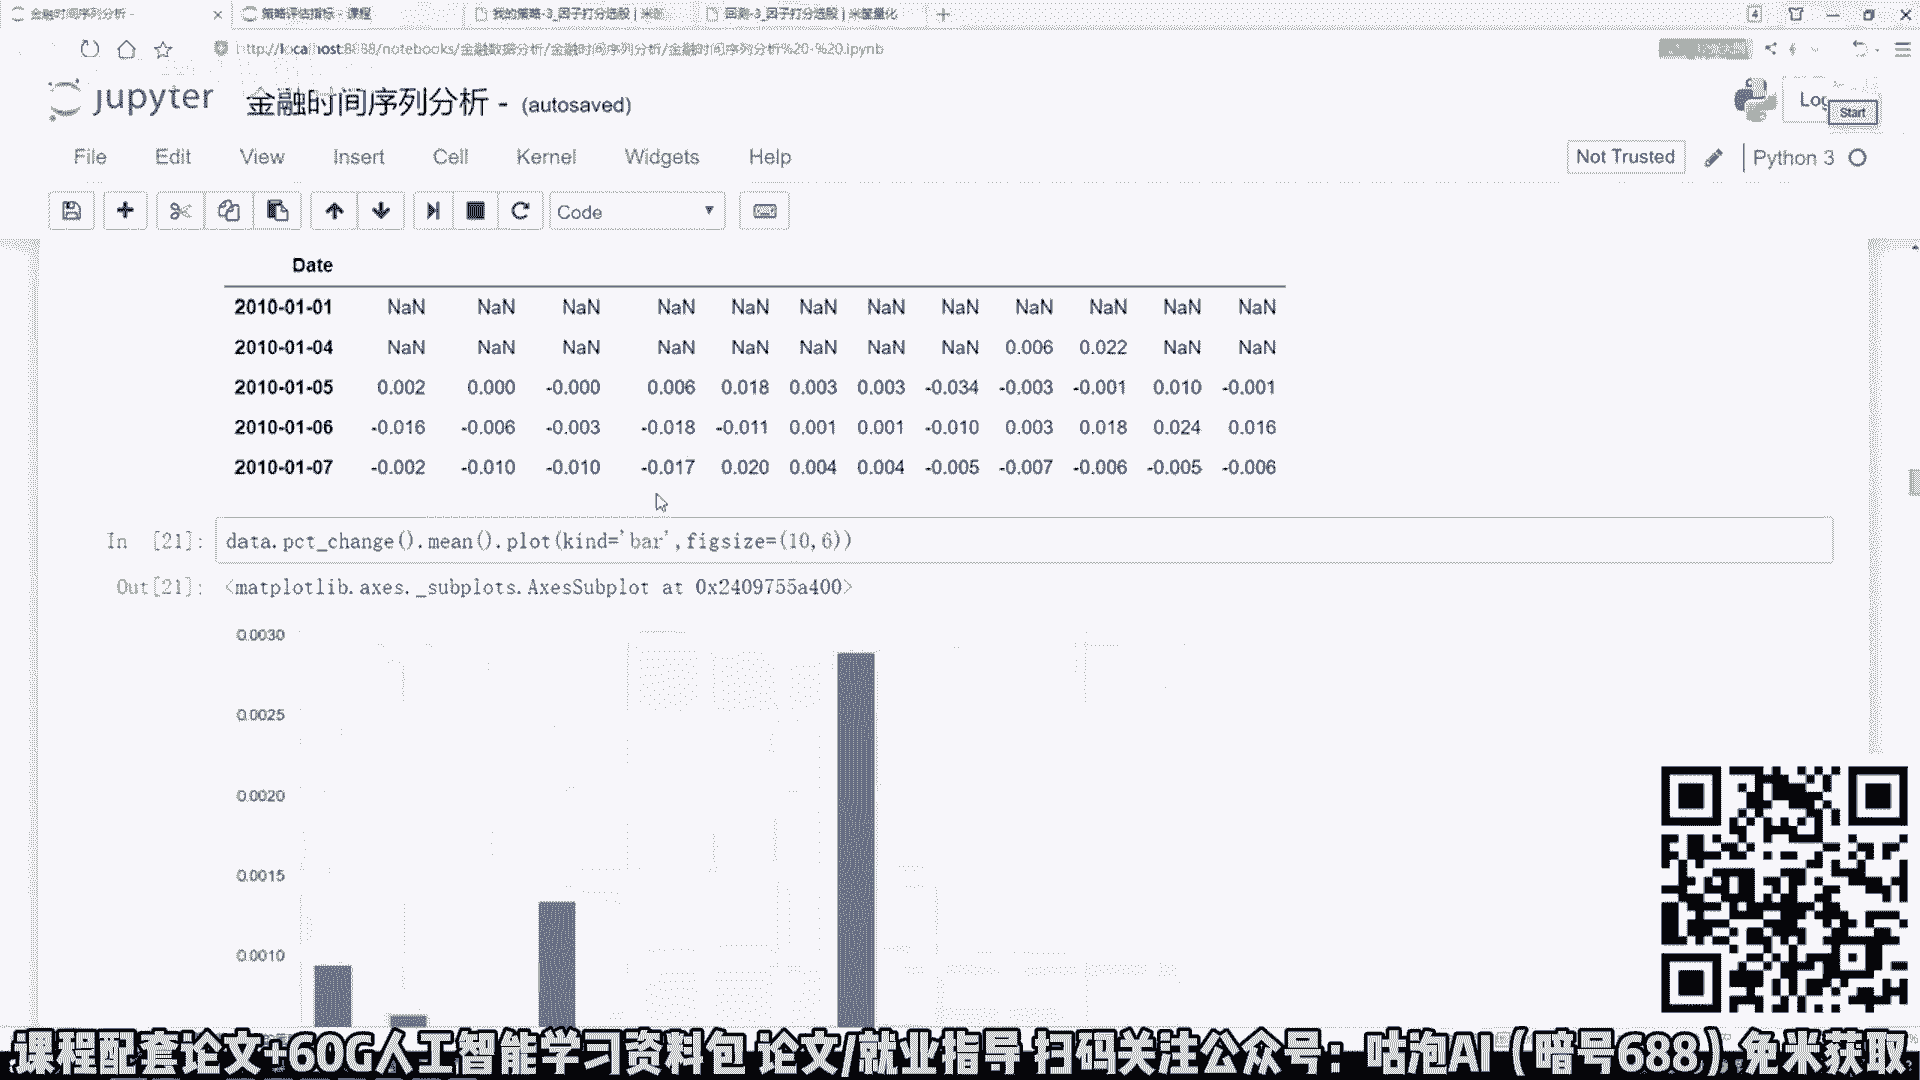 金融时间序列分析 -
策略评估指标 - 课程
我的策略-3_因子打分选股 | 米筐
回测-3_因子打分选股 | 米筐量化
4
http://localhost:8888/notebooks/金融数据分析/金融时间序列分析/金融时间序列分析%20-%20.ipynb
jupyter 金融时间序列分析 - (autosaved)
Start
File Edit View Insert Cell Kernel Widgets Help
Not Trusted
Python 3
Code
Date
2010-01-01 NaN NaN NaN NaN NaN NaN NaN NaN NaN NaN NaN NaN
2010-01-04 NaN NaN NaN NaN NaN NaN NaN NaN 0.006 0.022 NaN NaN
2010-01-05 0.002 0.000 -0.000 0.006 0.018 0.003 0.003 -0.034 -0.003 -0.001 0.010 -0.001
2010-01-06 -0.016 -0.006 -0.003 -0.018 -0.011 0.001 0.001 -0.010 0.003 0.018 0.024 0.016
2010-01-07 -0.002 -0.010 -0.010 -0.017 0.020 0.004 0.004 -0.005 -0.007 -0.006 -0.005 -0.006
In [21]: data.pct_change().mean().plot(kind='bar',figsize=(10,6))
Out[21]: <matplotlib.axes._subplots.AxesSubplot at 0x2409755a400>
0.0030
0.0025
0.0020
0.0015
0.0010
课程配套论文+60G人工智能学习资料包 论文/就业指导 扫码关注公众号：咕泡AI（暗号688）免米获取